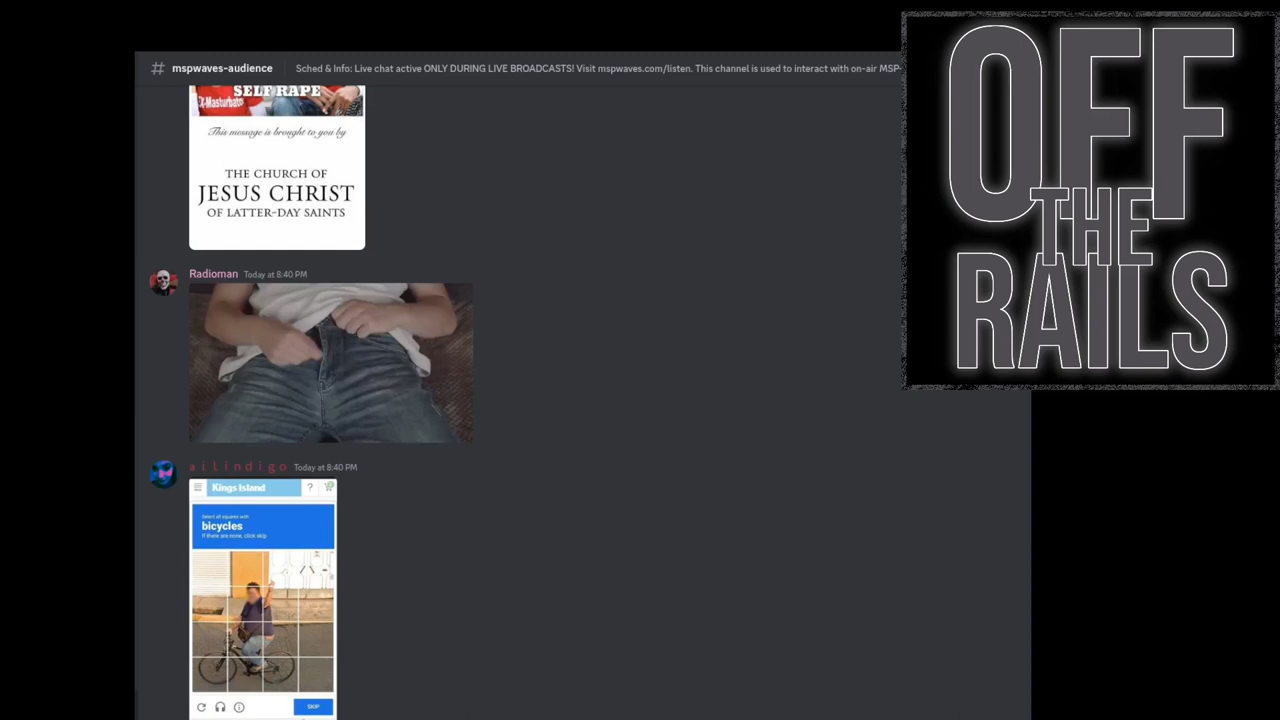 # mspwaves-audience
Sched & Info: Live chat active ONLY DURING LIVE BROADCASTS! Visit mspwaves.com/listen. This channel is used to interact with on-air MSP-
X-Masturbato
SELF RAPE
This message is brought to you by
THE CHURCH OF
JESUS CHRIST
OF LATTER-DAY SAINTS
Radioman Today at 8:40 PM
aiLindigo Today at 8:40 PM
Kings Island
?
Select all squares with
bicycles
If there are none, click skip
SKIP
OFF
THE
RAILS